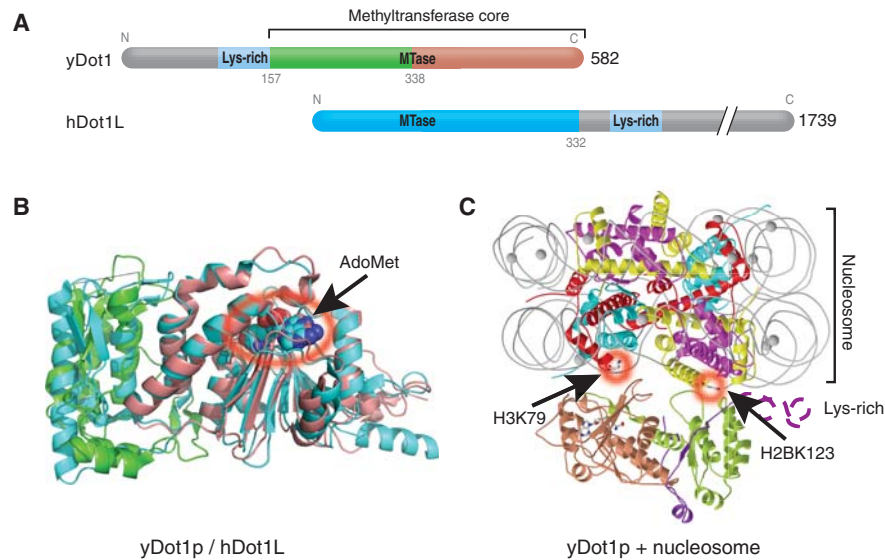 A
Methyltransferase core
N
C
yDot1
Lys-rich
MTase
582
157
338
N
C
hDot1L
MTase
Lys-rich
1739
332
B
AdoMet
yDot1p / hDot1L
C
Nucleosome
H3K79
Lys-rich
H2BK123
yDot1p + nucleosome